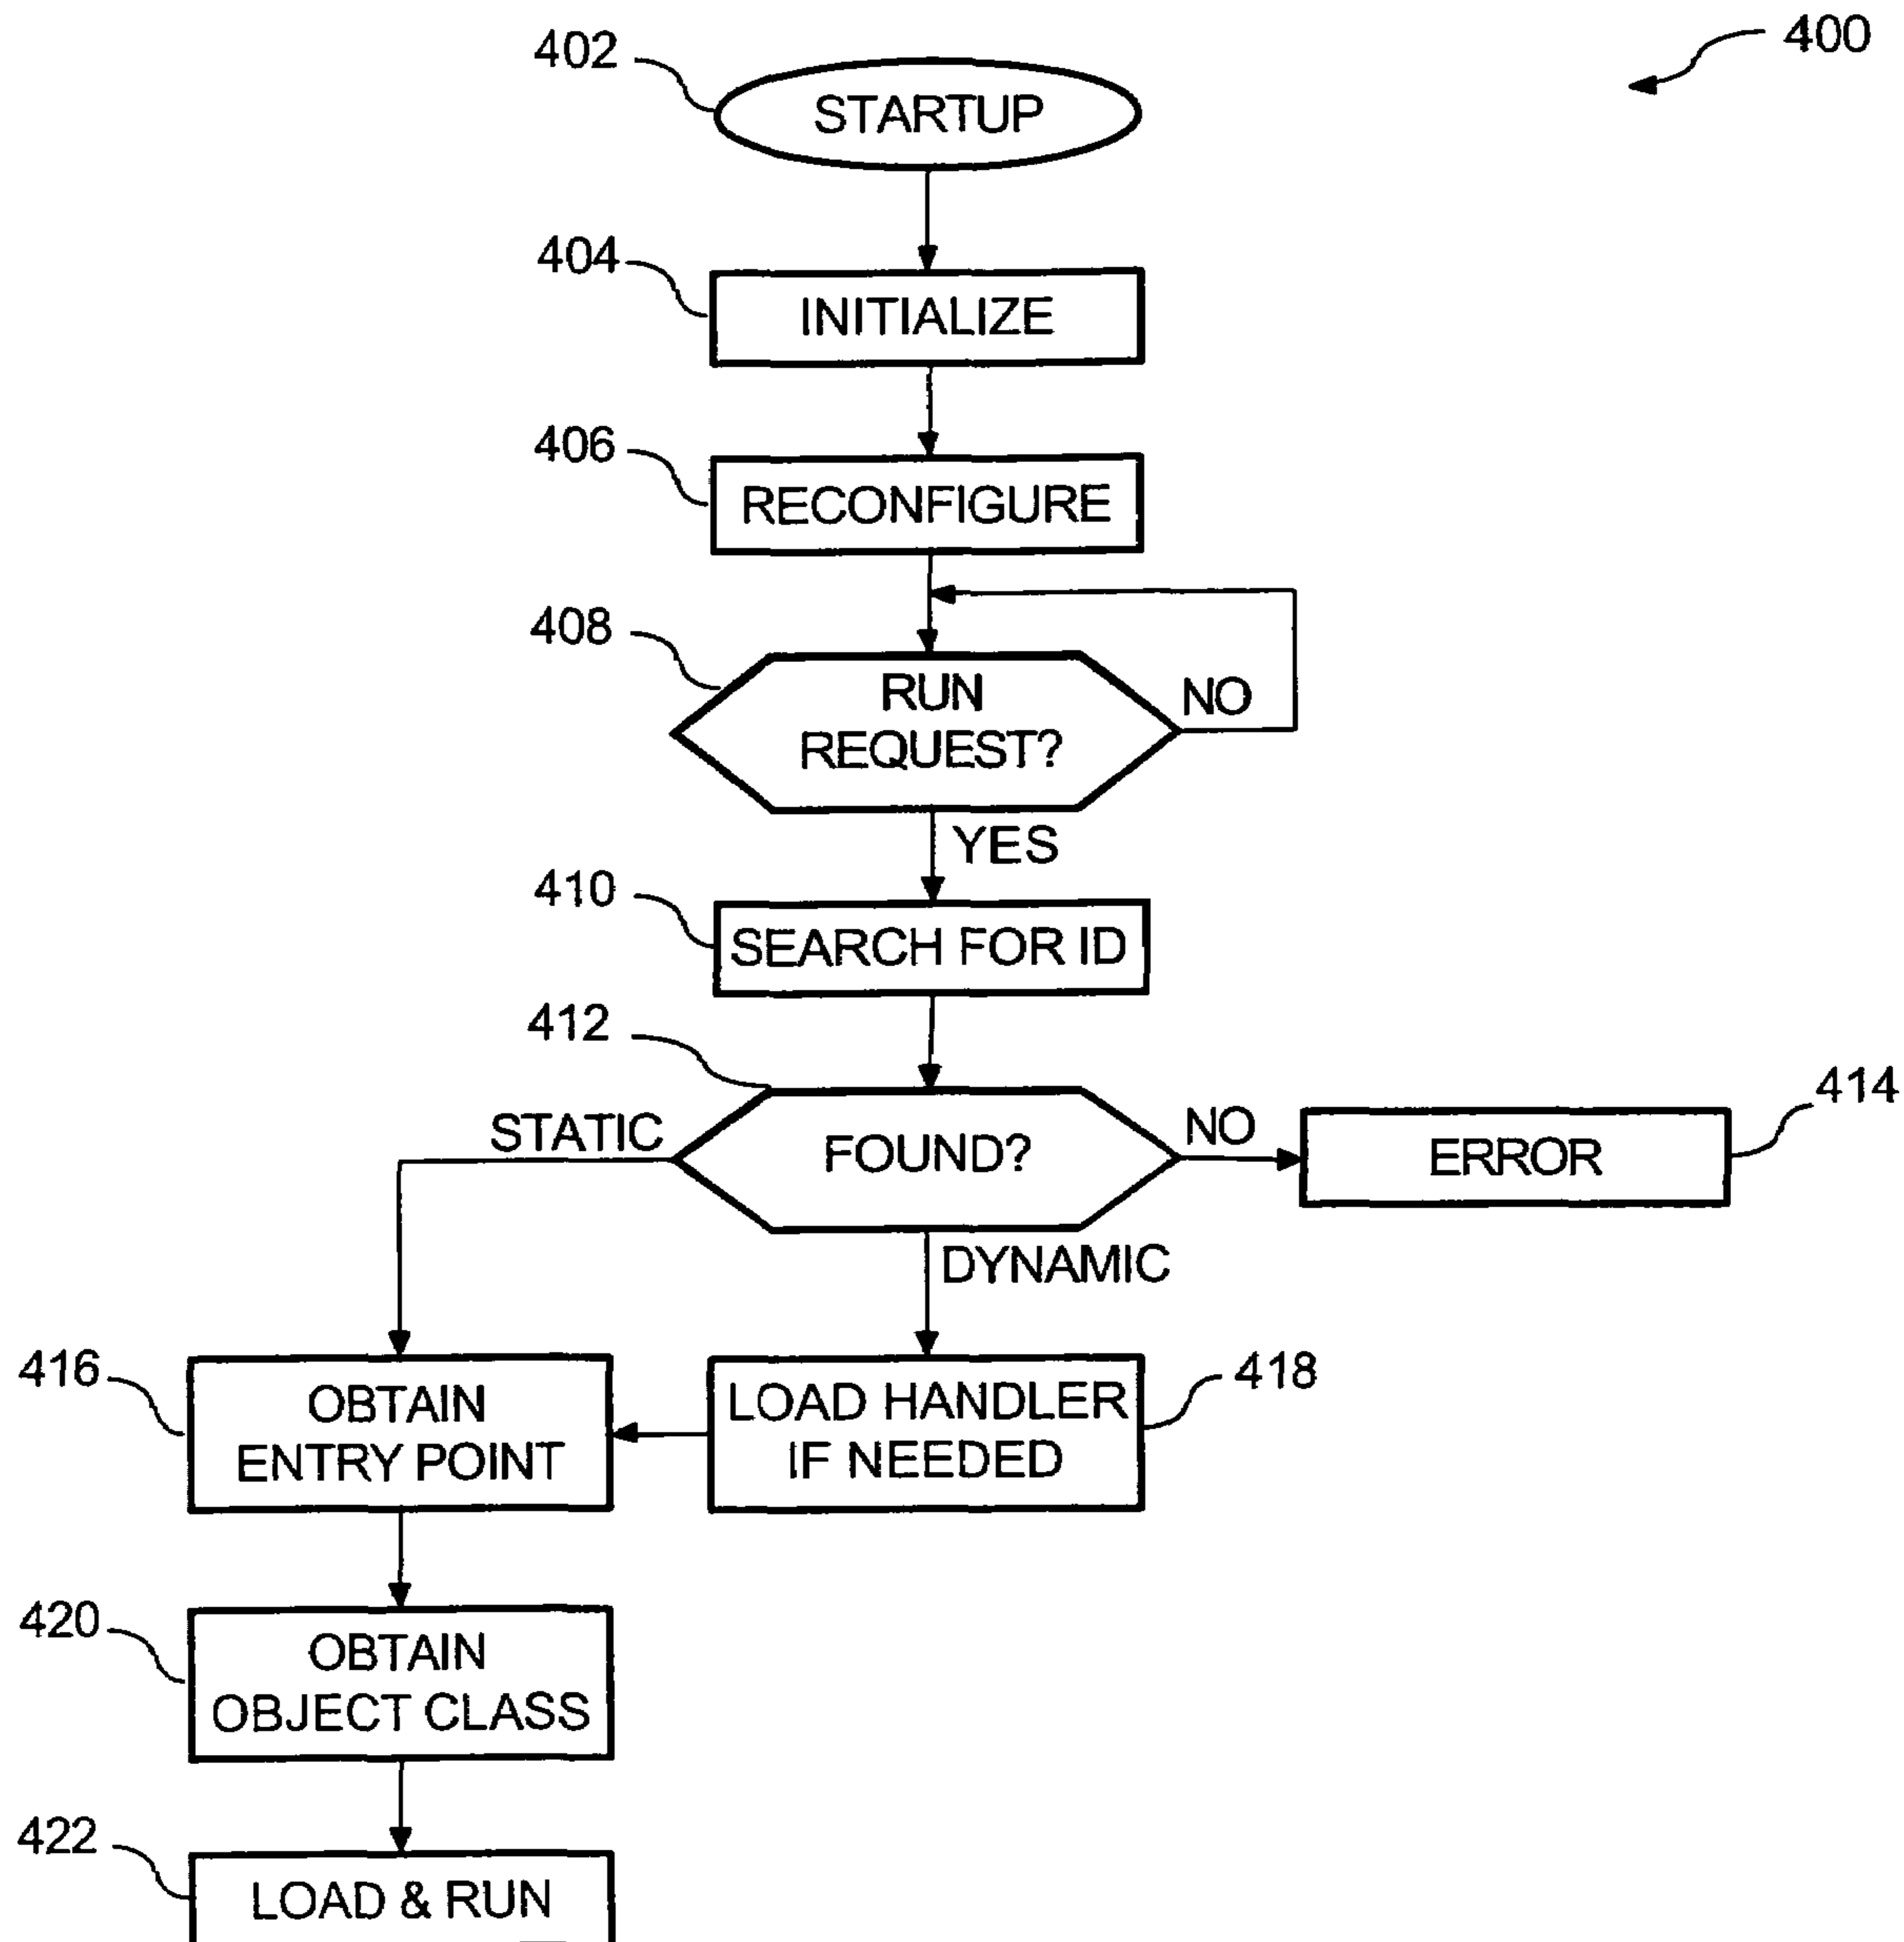 400
402
STARTUP
404
INITIALIZE
406
RECONFIGURE
408
RUN
REQUEST?
NO
YES
410
SEARCH FOR ID
412
STATIC
FOUND?
NO
414
ERROR
DYNAMIC
416
OBTAIN
ENTRY POINT
LOAD HANDLER
IF NEEDED
418
420
OBTAIN
OBJECT CLASS
422
LOAD & RUN